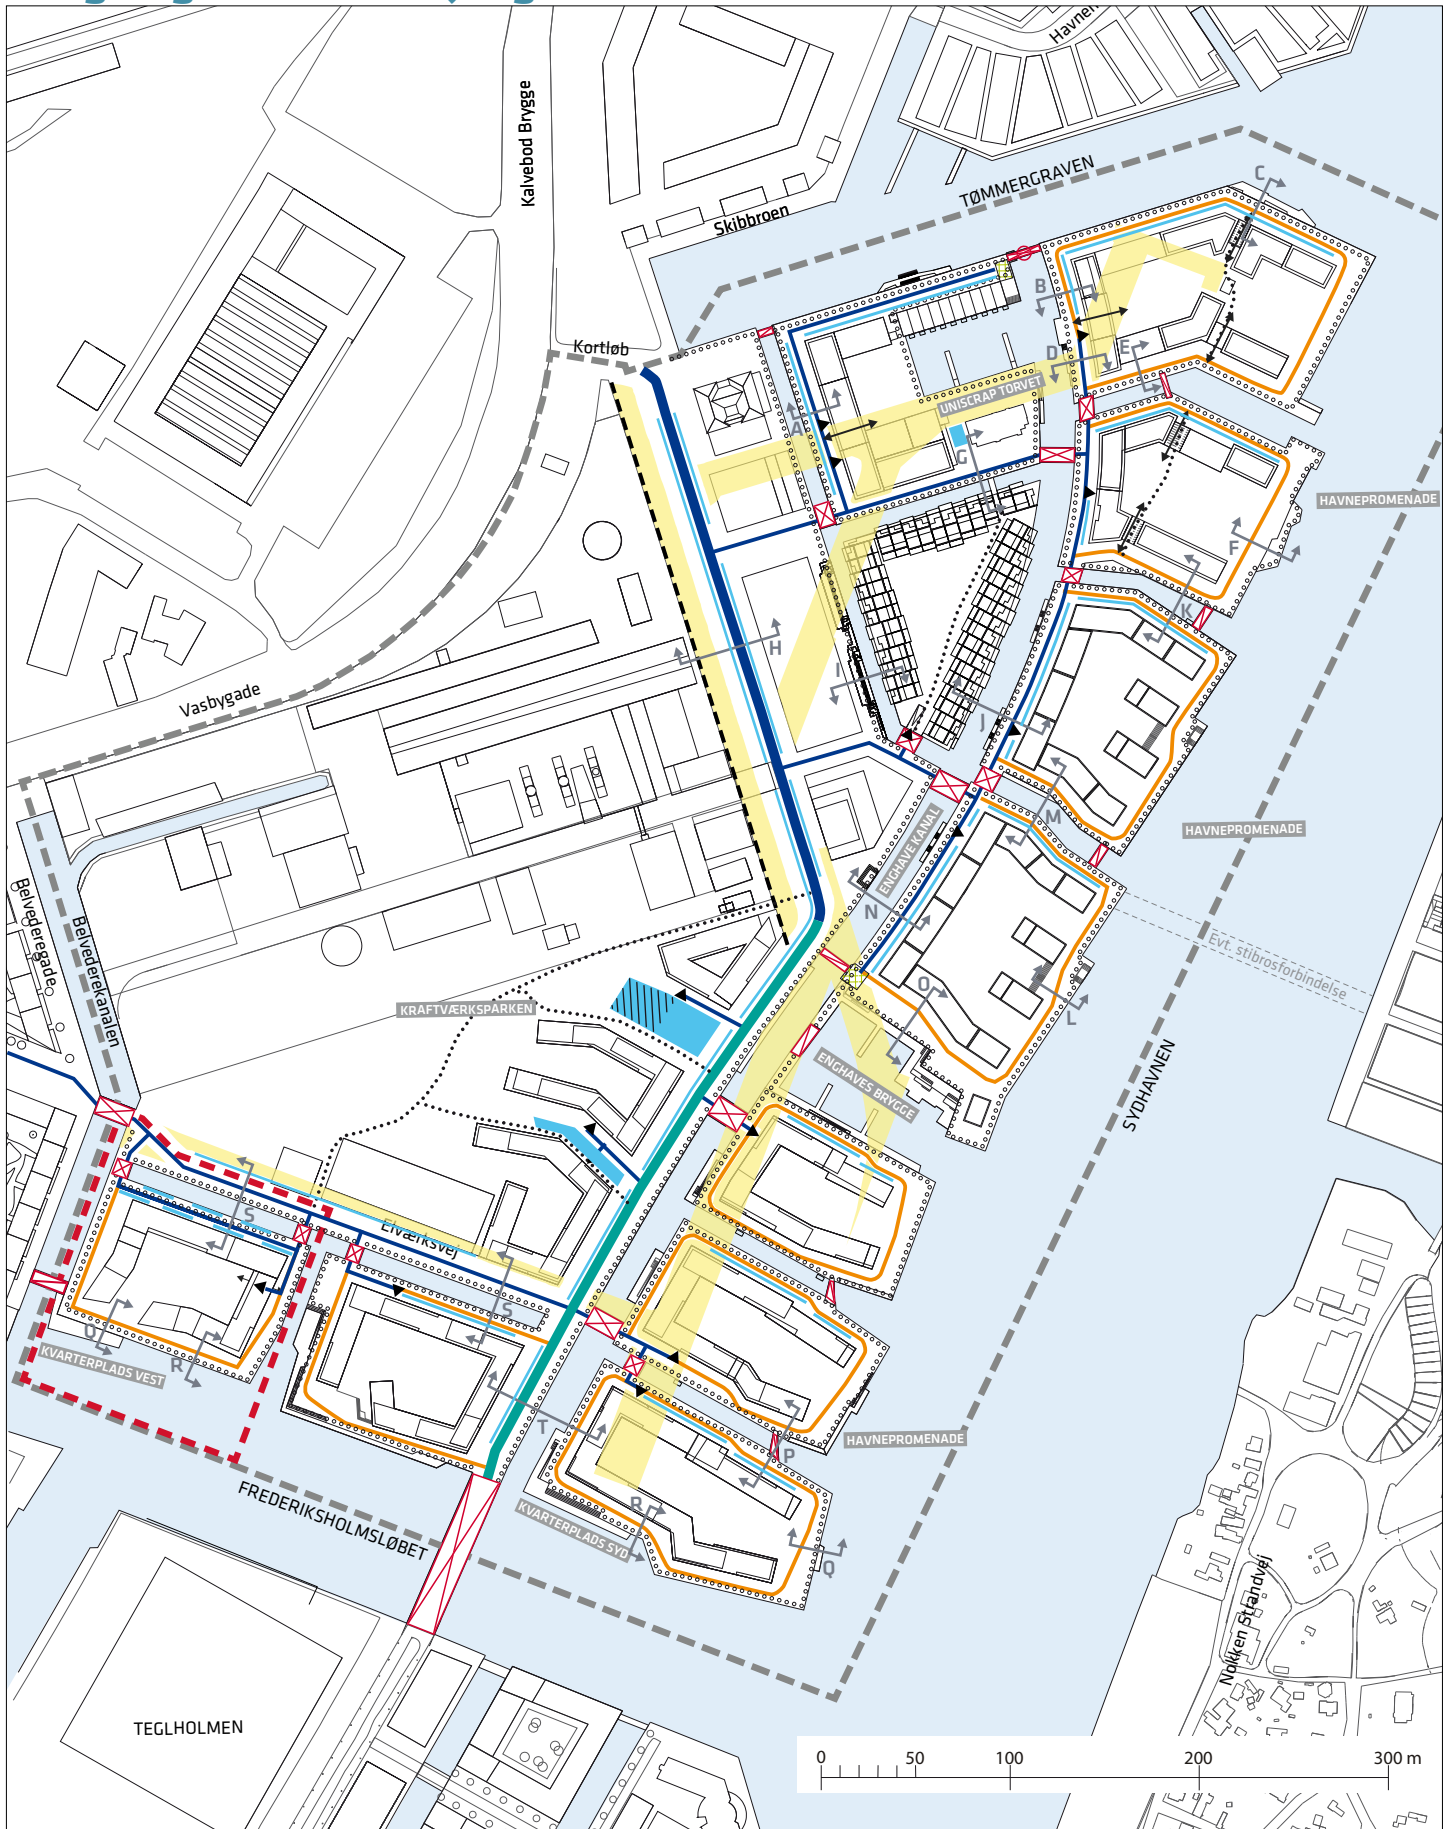 Havnen
Kalvebod Brygge
Skibbroen
TØMMERGRAVEN
C
B
D
E
Kortløb
UNISCRAP TORVET
A
G
HAVNEPROMENADE
F
K
H
I
J
Vasbygade
M
HAVNEPROMENADE
ENGHAVE KANAL
N
Belvederegade
Belvederekanalen
Evt. stibrosforbindelse
O
L
KRAFTVÆRKSPARKEN
ENGHAVES BRYGGE
SYDHAVNEN
S
Elværksvej
S
KVARTERPLADS VEST
R
T
HAVNEPROMENADE
P
R
KVARTERPLADS SYD
Q
FREDERIKSHOLMSLØBET
Nokken Strandvej
TEGLHOLMEN
0 50 100 200 300 m